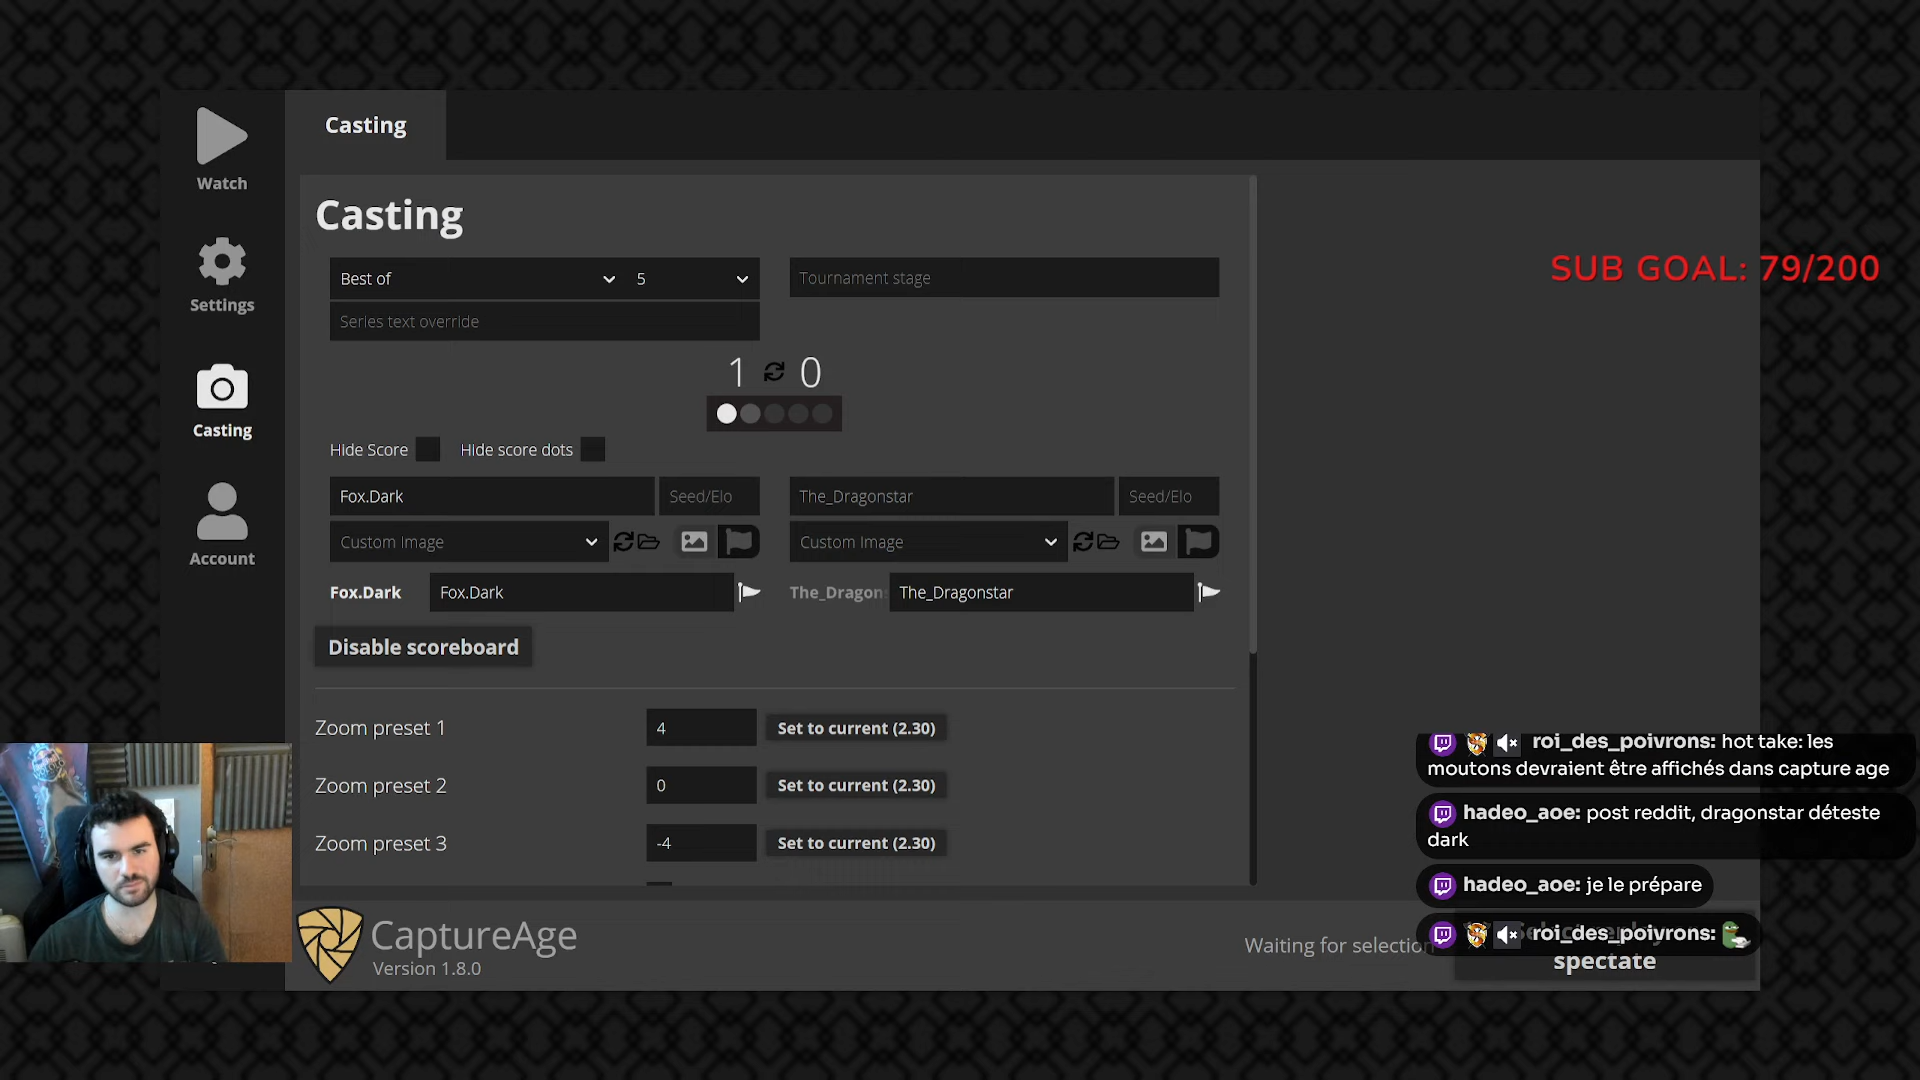 Casting
Watch
Settings
Casting
Account
Casting
Best of
5
Tournament stage
Series text override
1 0
Hide Score
Hide score dots
Fox.Dark
Seed/Elo
The_Dragonstar
Seed/Elo
Custom Image
Custom Image
Fox.Dark
Fox.Dark
The_Dragon
The_Dragonstar
Disable scoreboard
Zoom preset 1
4
Set to current (2.30)
Zoom preset 2
0
Set to current (2.30)
Zoom preset 3
-4
Set to current (2.30)
SUB GOAL: 79/200
roi_des_poivrons: hot take: les
moutons devraient être affichés dans capture age
hadeo_aoe: post reddit, dragonstar déteste
dark
hadeo_aoe: je le prépare
roi_des_poivrons:
CaptureAge
Version 1.8.0
Waiting for selection
spectate